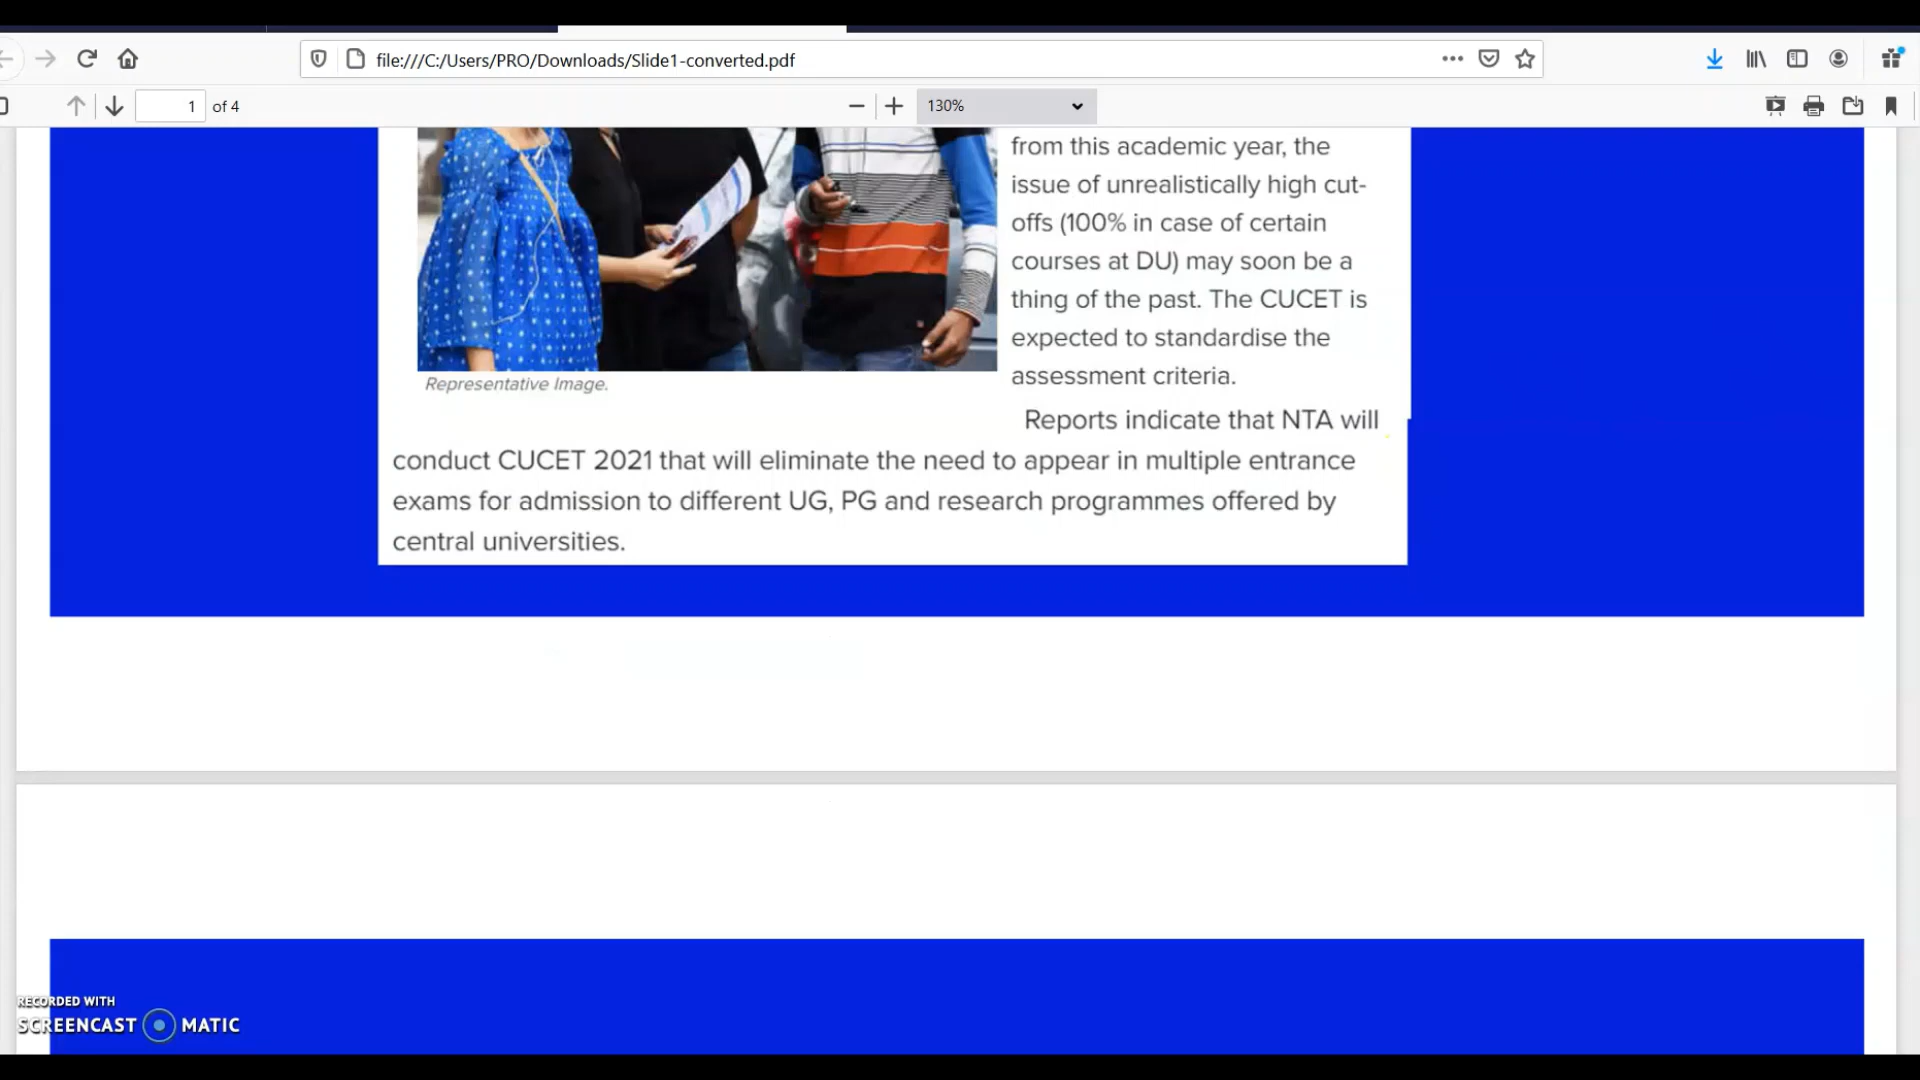 file:///C:/Users/PRO/Downloads/Slide1-converted.pdf
1 of 4
130%
from this academic year, the
issue of unrealistically high cut-
offs (100% in case of certain
courses at DU) may soon be a
thing of the past. The CUCET is
expected to standardise the
assessment criteria.
Representative Image.
Reports indicate that NTA will
conduct CUCET 2021 that will eliminate the need to appear in multiple entrance
exams for admission to different UG, PG and research programmes offered by
central universities.
RECORDED WITH
SCREENCAST MATIC